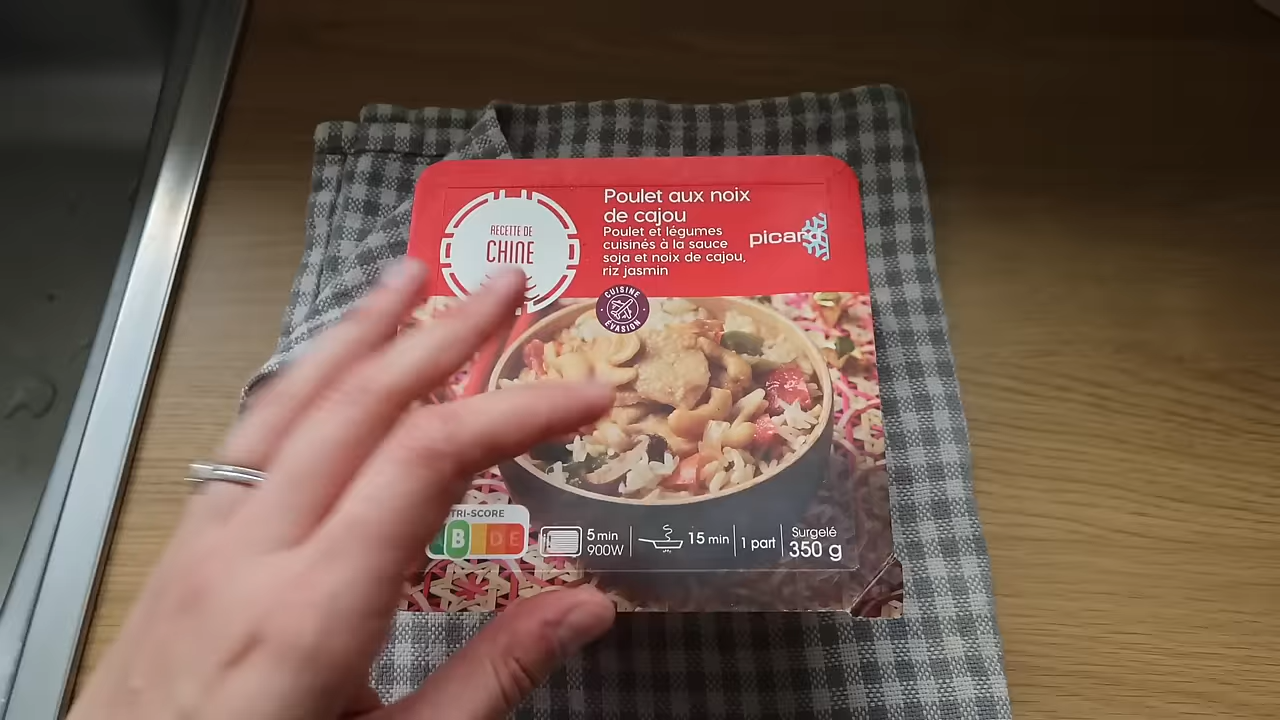 Poulet aux noix
de cajou
Poulet et légumes
cuisinés à la sauce
soja et noix de cajou,
riz jasmin
picard
RECETTE DE
CHINE
CUISINE
ÉVASION
TRI-SCORE
B D E
5 min
900W
15 min
1 part
Surgelé
350 g